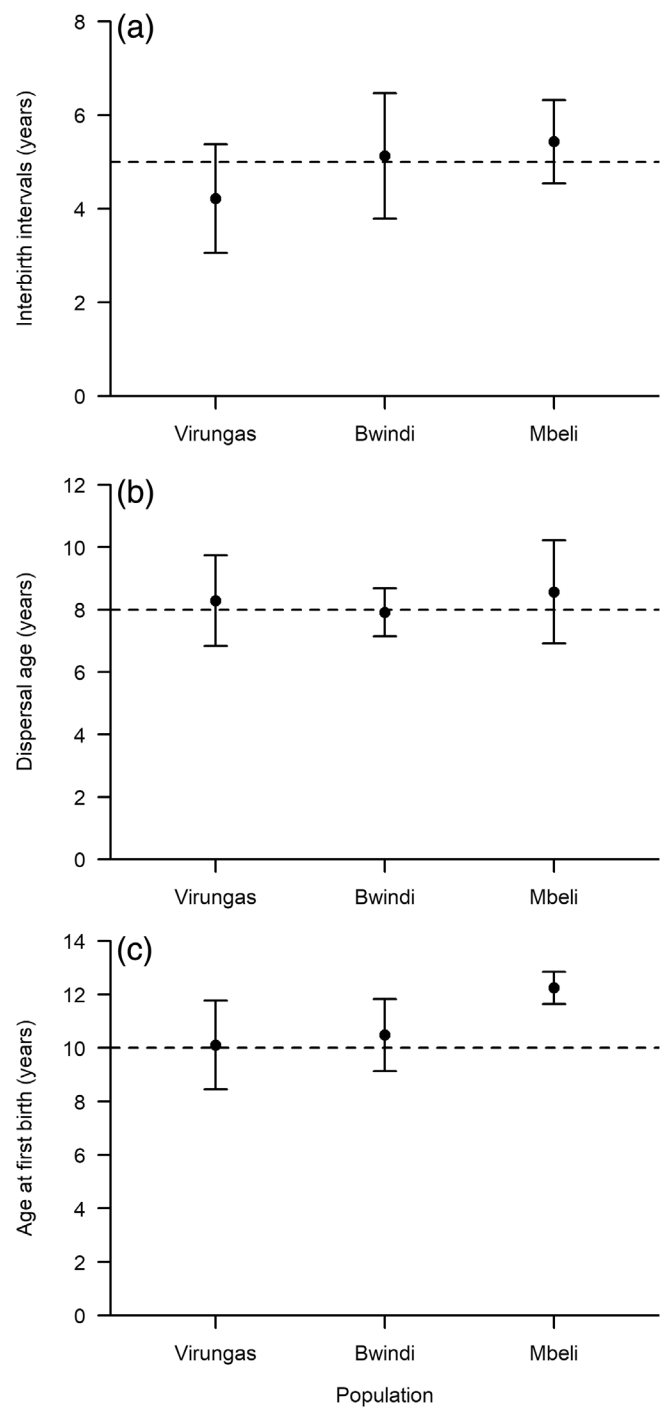 (a)
Interbirth intervals (years)
8
6
4
2
0
Virungas Bwindi Mbeli
(b)
Dispersal age (years)
12
10
8
6
4
2
0
Virungas Bwindi Mbeli
(c)
Age at first birth (years)
14
12
10
8
6
4
2
0
Virungas Bwindi Mbeli
Population